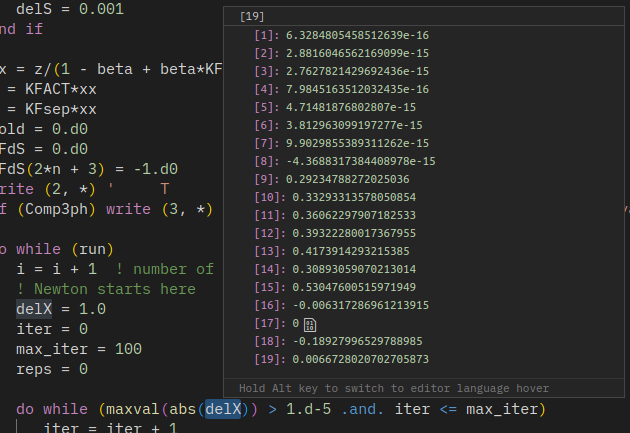 delS = 0.001
nd if
x = z/(1 - beta + beta*KF
= KFACT*xx
= KFsep*xx
old = 0.d0
FdS = 0.d0
FdS(2*n + 3) = -1.d0
rite (2, *) '     T
f (Comp3ph) write (3, *)
o while (run)
i = i + 1  ! number of
! Newton starts here
delX = 1.0
iter = 0
max_iter = 100
reps = 0
do while (maxval(abs(delX)) > 1.d-5 .and. iter <= max_iter)
iter = iter + 1
[19]
[1]: 6.3284805458512639e-16
[2]: 2.8816046562169099e-15
[3]: 2.7627821429692436e-15
[4]: 7.9845163512032435e-16
[5]: 4.71481876802807e-15
[6]: 3.812963099197277e-15
[7]: 9.9029855389311262e-15
[8]: -4.3688317384408978e-15
[9]: 0.29234788272025036
[10]: 0.33293313578050854
[11]: 0.36062297907182533
[12]: 0.39322280017367955
[13]: 0.4173914293215385
[14]: 0.30893059070213014
[15]: 0.53047600515971949
[16]: -0.006317286961213915
[17]: 0
[18]: -0.18927996529788985
[19]: 0.0066728020702705873
Hold Alt key to switch to editor language hover